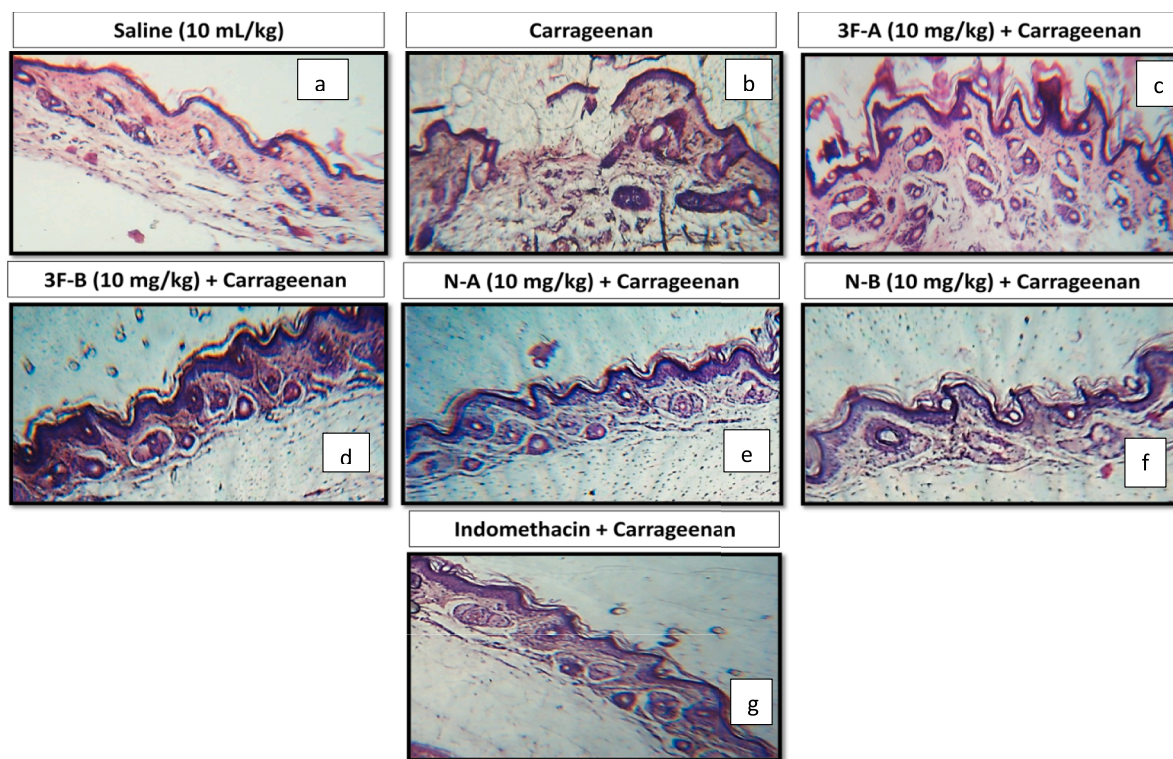 Saline (10 mL/kg)
Carrageenan
3F-A (10 mg/kg) + Carrageenan
a
b
c
3F-B (10 mg/kg) + Carrageenan
N-A (10 mg/kg) + Carrageenan
N-B (10 mg/kg) + Carrageenan
d
e
f
Indomethacin + Carrageenan
g